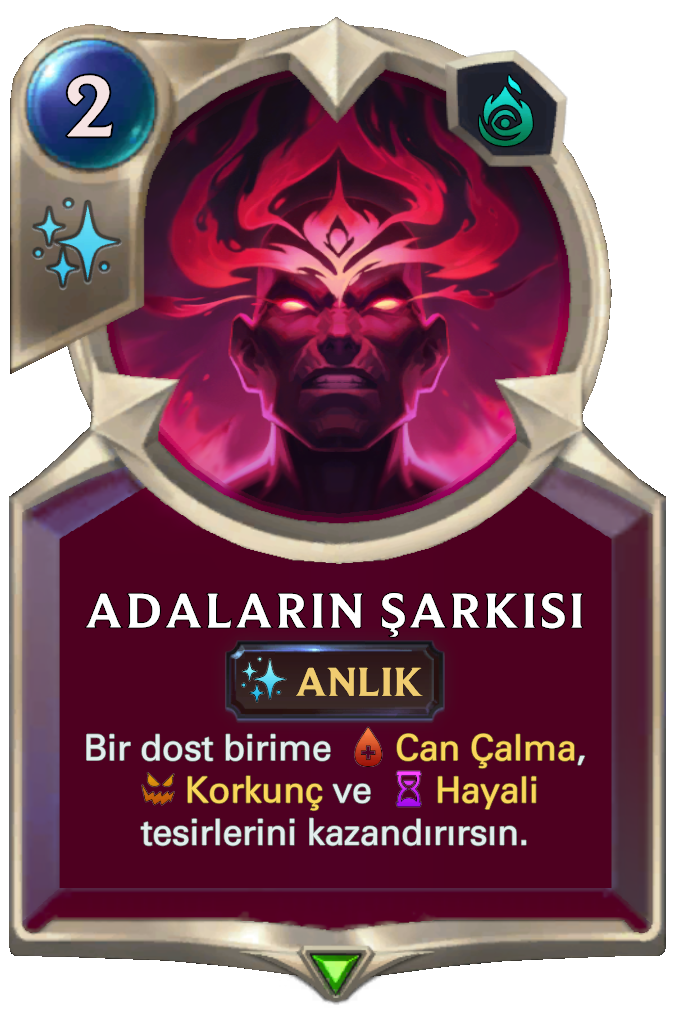 2
ADALARIN ŞARKISI
ANLIK
Bir dost birime Can Çalma,
Korkunç ve Hayali
tesirlerini kazandırırsın.